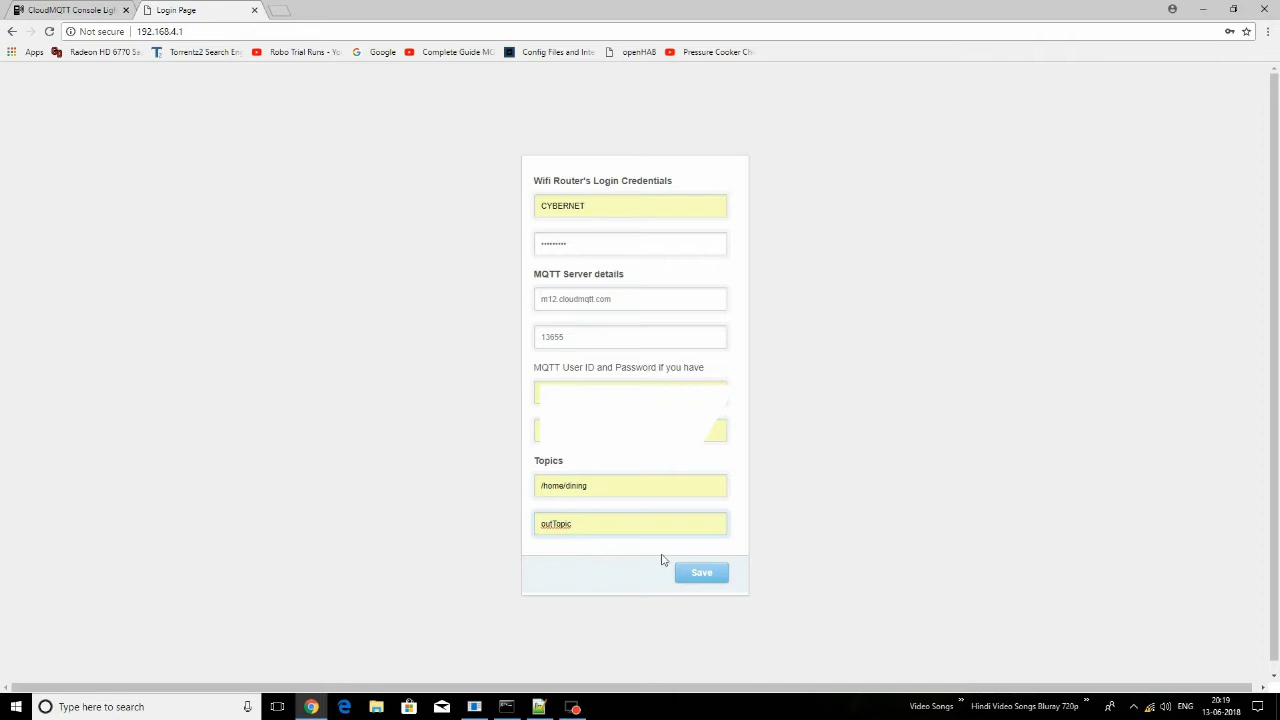 CloudMQTT Console Ligh
Login Page
Not secure
192.168.4.1
Apps
Radeon HD 6770 Sa
Torrentz2 Search Eng
Robo Trial Runs - Yo
Google
Complete Guide MQ
Config Files and Inte
openHAB
Pressure Cooker Ch
Wifi Router's Login Credentials
CYBERNET
•••••••••
MQTT Server details
m12.cloudmqtt.com
13655
MQTT User ID and Password if you have
Topics
/home/dining
outTopic
Save
Type here to search
Video Songs
»
Hindi Video Songs Bluray 720p
»
ENG
20:19
13-06-2018